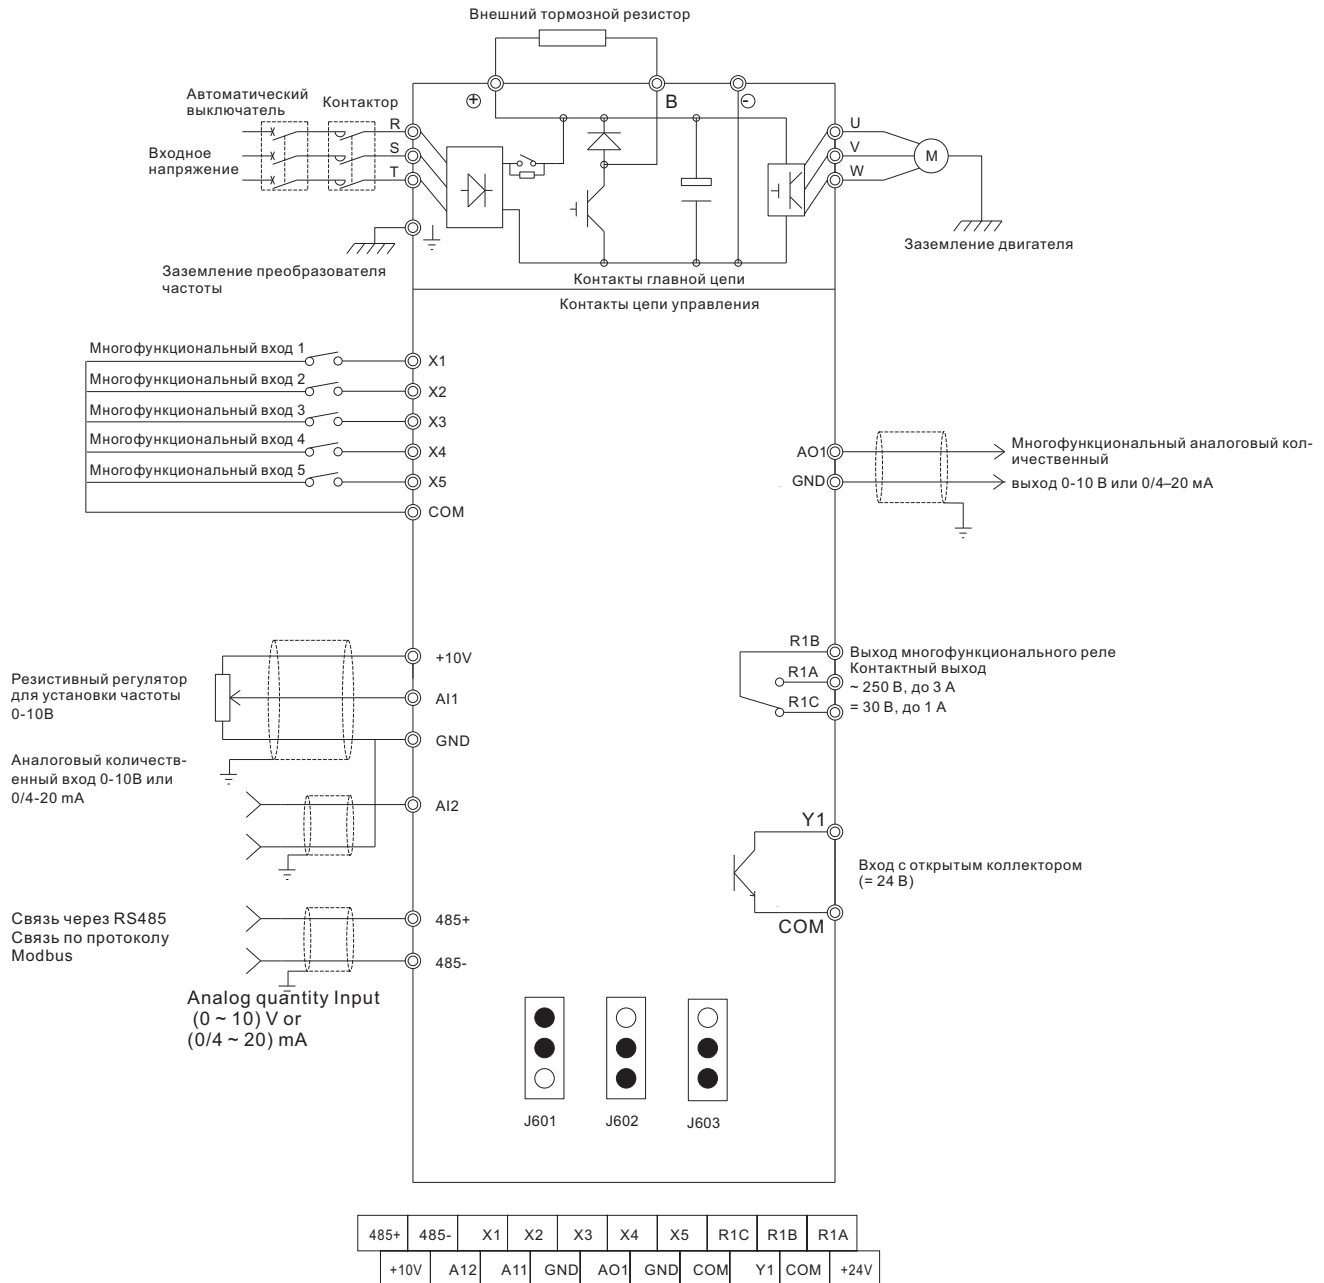 Внешний тормозной резистор
Автоматический
выключатель
Контактор
+
B
-
R
S
T
Входное
напряжение
U
V
W
M
Заземление двигателя
Заземление преобразователя
частоты
Контакты главной цепи
Контакты цепи управления
Многофункциональный вход 1
X1
Многофункциональный вход 2
X2
Многофункциональный вход 3
X3
Многофункциональный вход 4
X4
Многофункциональный вход 5
X5
COM
AO1
GND
Многофункциональный аналоговый кол-
ичественный
выход 0-10 В или 0/4–20 мА
Резистивный регулятор
для установки частоты
0-10В
+10V
AI1
GND
Аналоговый количеств-
енный вход 0-10В или
0/4-20 mA
AI2
R1B
R1A
R1C
Выход многофункционального реле
Контактный выход
~ 250 В, до 3 А
= 30 В, до 1 А
Y1
COM
Вход с открытым коллектором
(= 24 В)
Связь через RS485
Связь по протоколу
Modbus
485+
485-
Analog quantity Input
(0 ~ 10) V or
(0/4 ~ 20) mA
J601
J602
J603
485+ 485- X1 X2 X3 X4 X5 R1C R1B R1A
+10V A12 A11 GND AO1 GND COM Y1 COM +24V